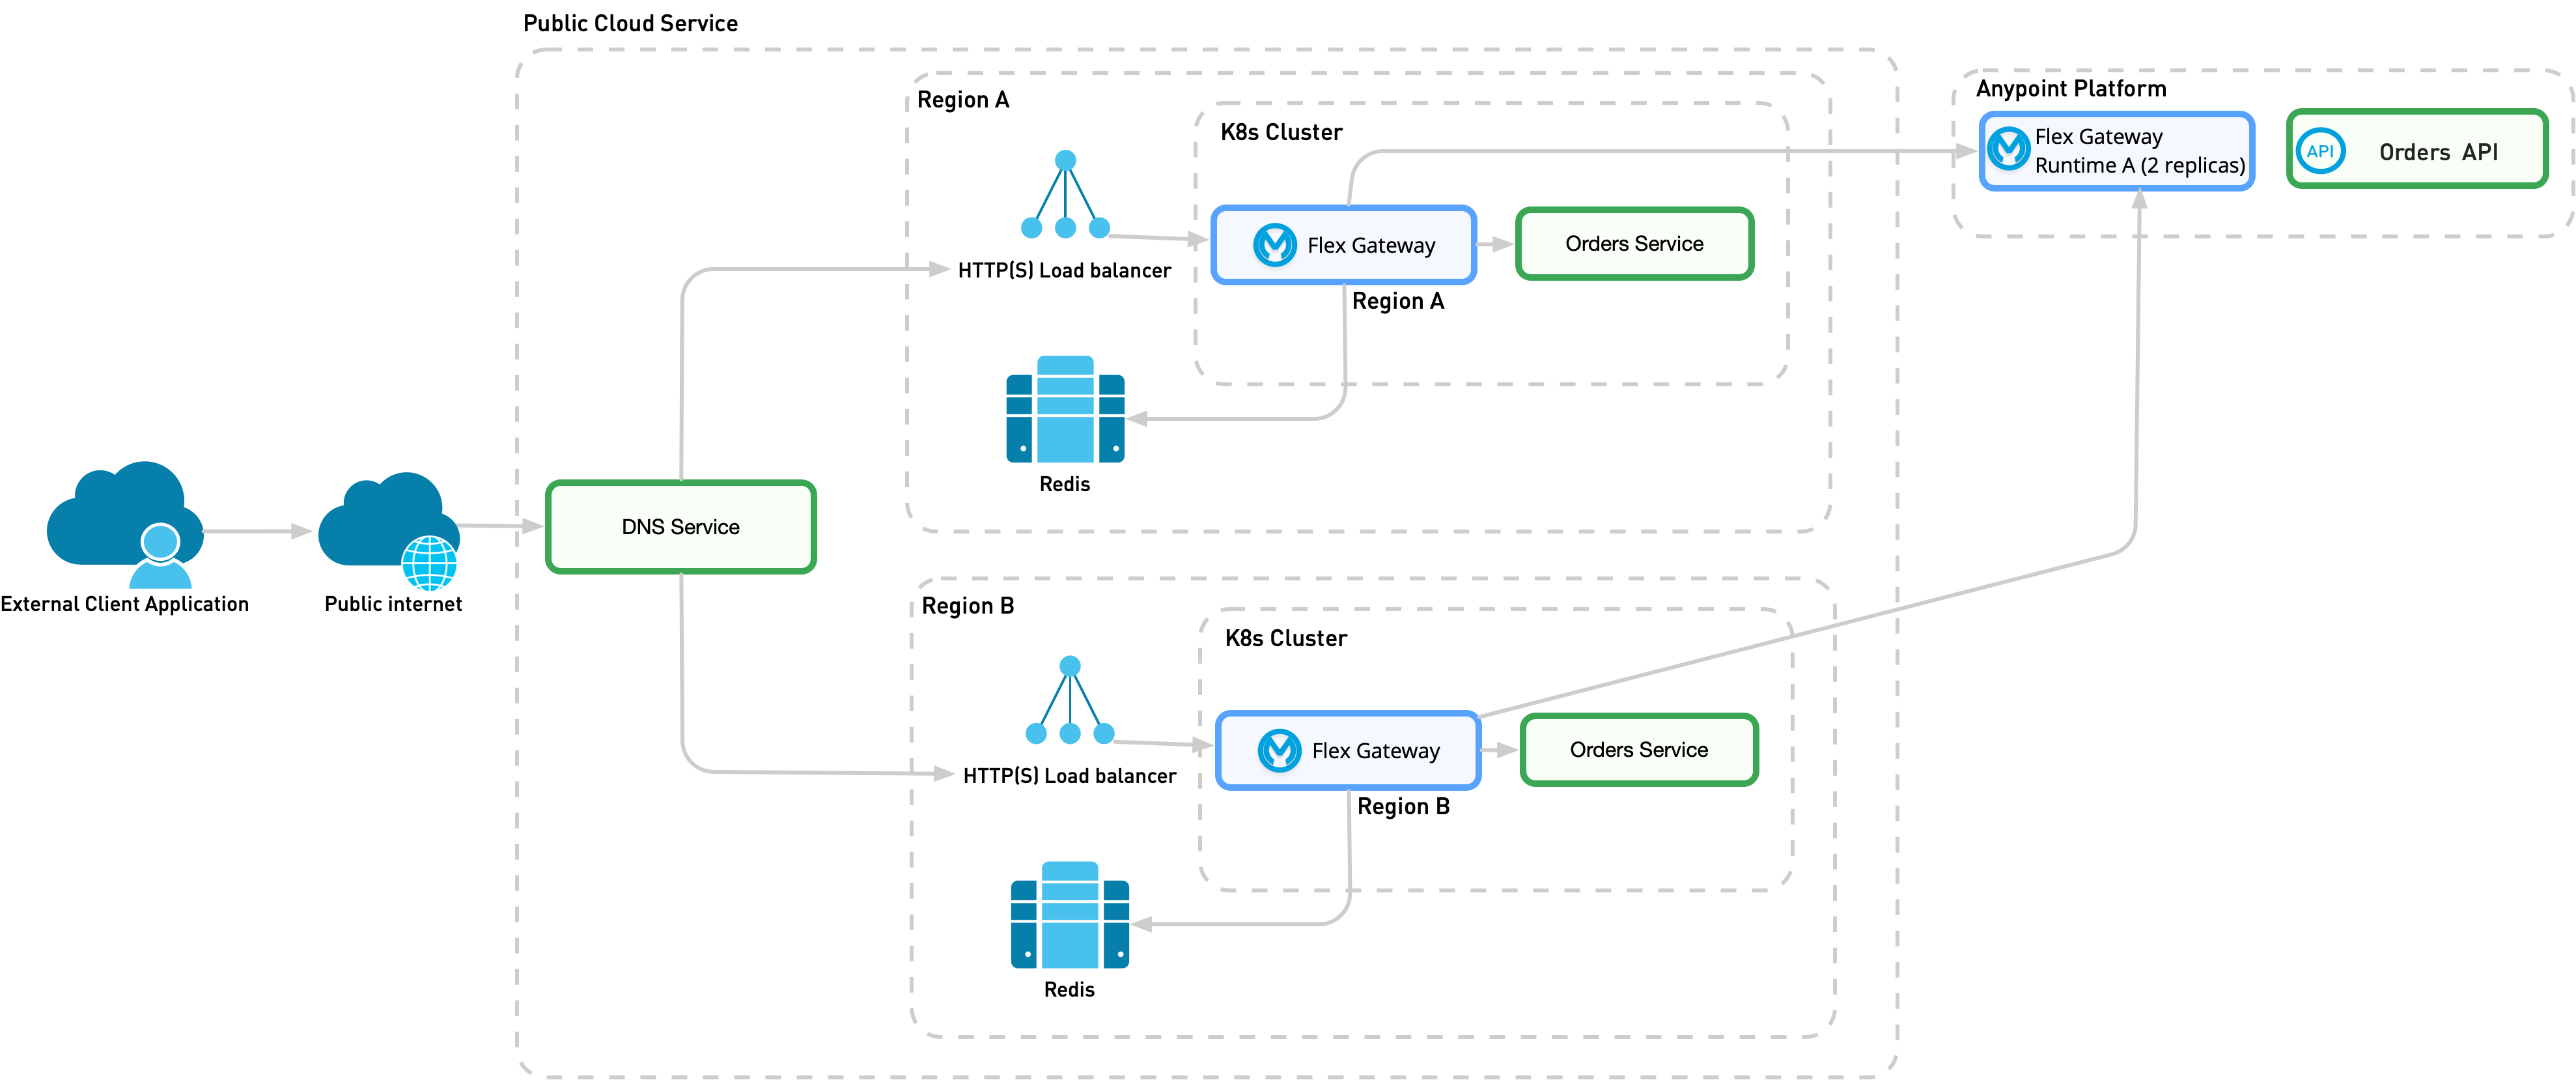 Public Cloud Service
Region A
K8s Cluster
Flex Gateway
Region A
Orders Service
HTTP(S) Load balancer
Redis
Anypoint Platform
Flex Gateway
Runtime A (2 replicas)
API
Orders API
External Client Application
Public internet
DNS Service
Region B
K8s Cluster
Flex Gateway
Region B
Orders Service
HTTP(S) Load balancer
Redis